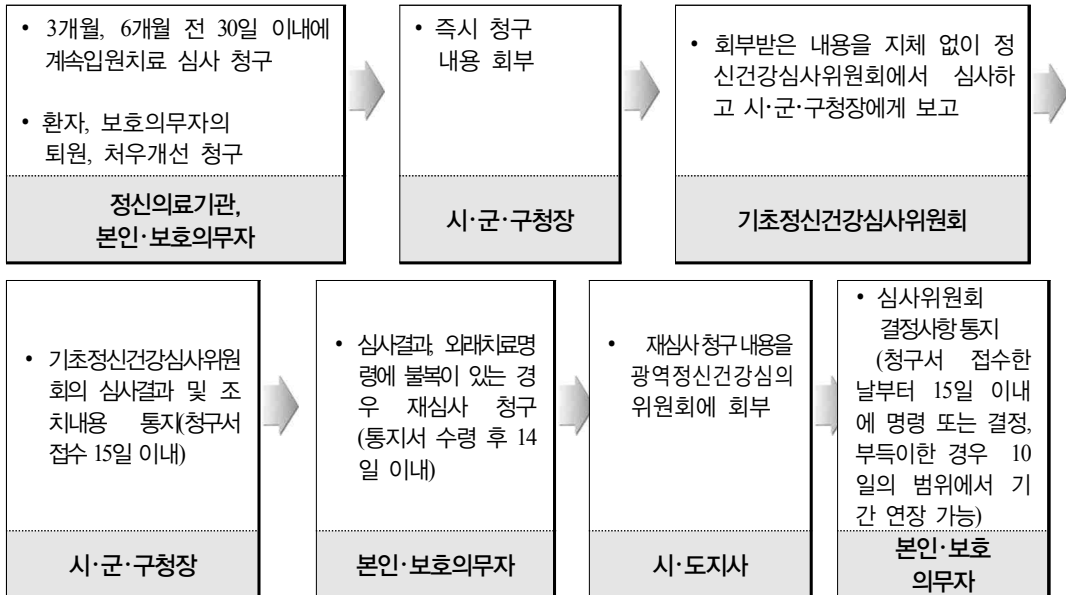 • 3개월, 6개월 전 30일 이내에
계속입원치료 심사 청구
• 환자, 보호의무자의
퇴원, 처우개선 청구
정신의료기관,
본인·보호의무자
• 즉시 청구
내용 회부
시·군·구청장
• 회부받은 내용을 지체 없이 정
신건강심사위원회에서 심사하
고 시·군·구청장에게 보고
기초정신건강심사위원회
• 기초정신건강심사위원
회의 심사결과 및 조
치내용 통지(청구서
접수 15일 이내)
시·군·구청장
• 심사결과, 외래치료명
령에 불복이 있는 경
우 재심사 청구
(통지서 수령 후 14
일 이내)
본인·보호의무자
• 재심사 청구 내용을
광역정신건강심의
위원회에 회부
시·도지사
• 심사위원회
결정사항 통지
(청구서 접수한
날부터 15일 이내
에 명령 또는 결정,
부득이한 경우 10
일의 범위에서 기
간 연장 가능)
본인·보호
의무자